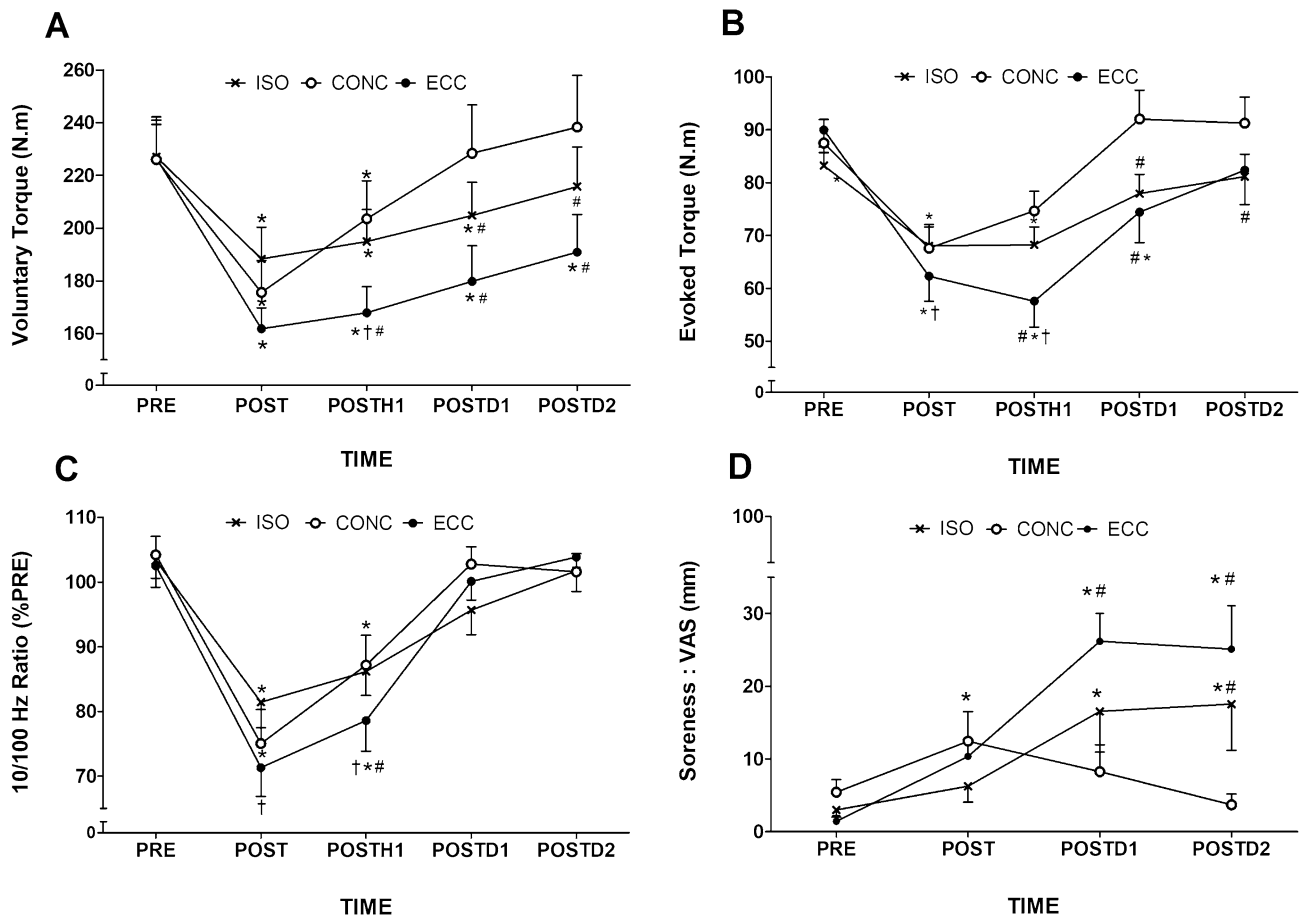 A
ISO CONC ECC
Voluntary Torque (N.m)
260
240
220
200
180
160
0
* * * * * * *# # *†# *# *#
PRE POST POSTH1 POSTD1 POSTD2
TIME
B
ISO CONC ECC
Evoked Torque (N.m)
100
90
80
70
60
50
0
* * * # *† #*† #* #
PRE POST POSTH1 POSTD1 POSTD2
TIME
C
ISO CONC ECC
10/100 Hz Ratio (%PRE)
110
100
90
80
70
0
* * † * †*#
PRE POST POSTH1 POSTD1 POSTD2
TIME
D
ISO CONC ECC
Soreness : VAS (mm)
100
30
20
10
0
* *# * *# *#
PRE POST POSTD1 POSTD2
TIME